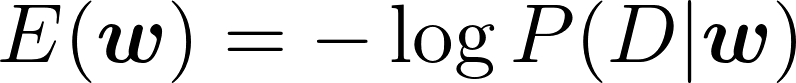 E(w) = − log P(D|w)